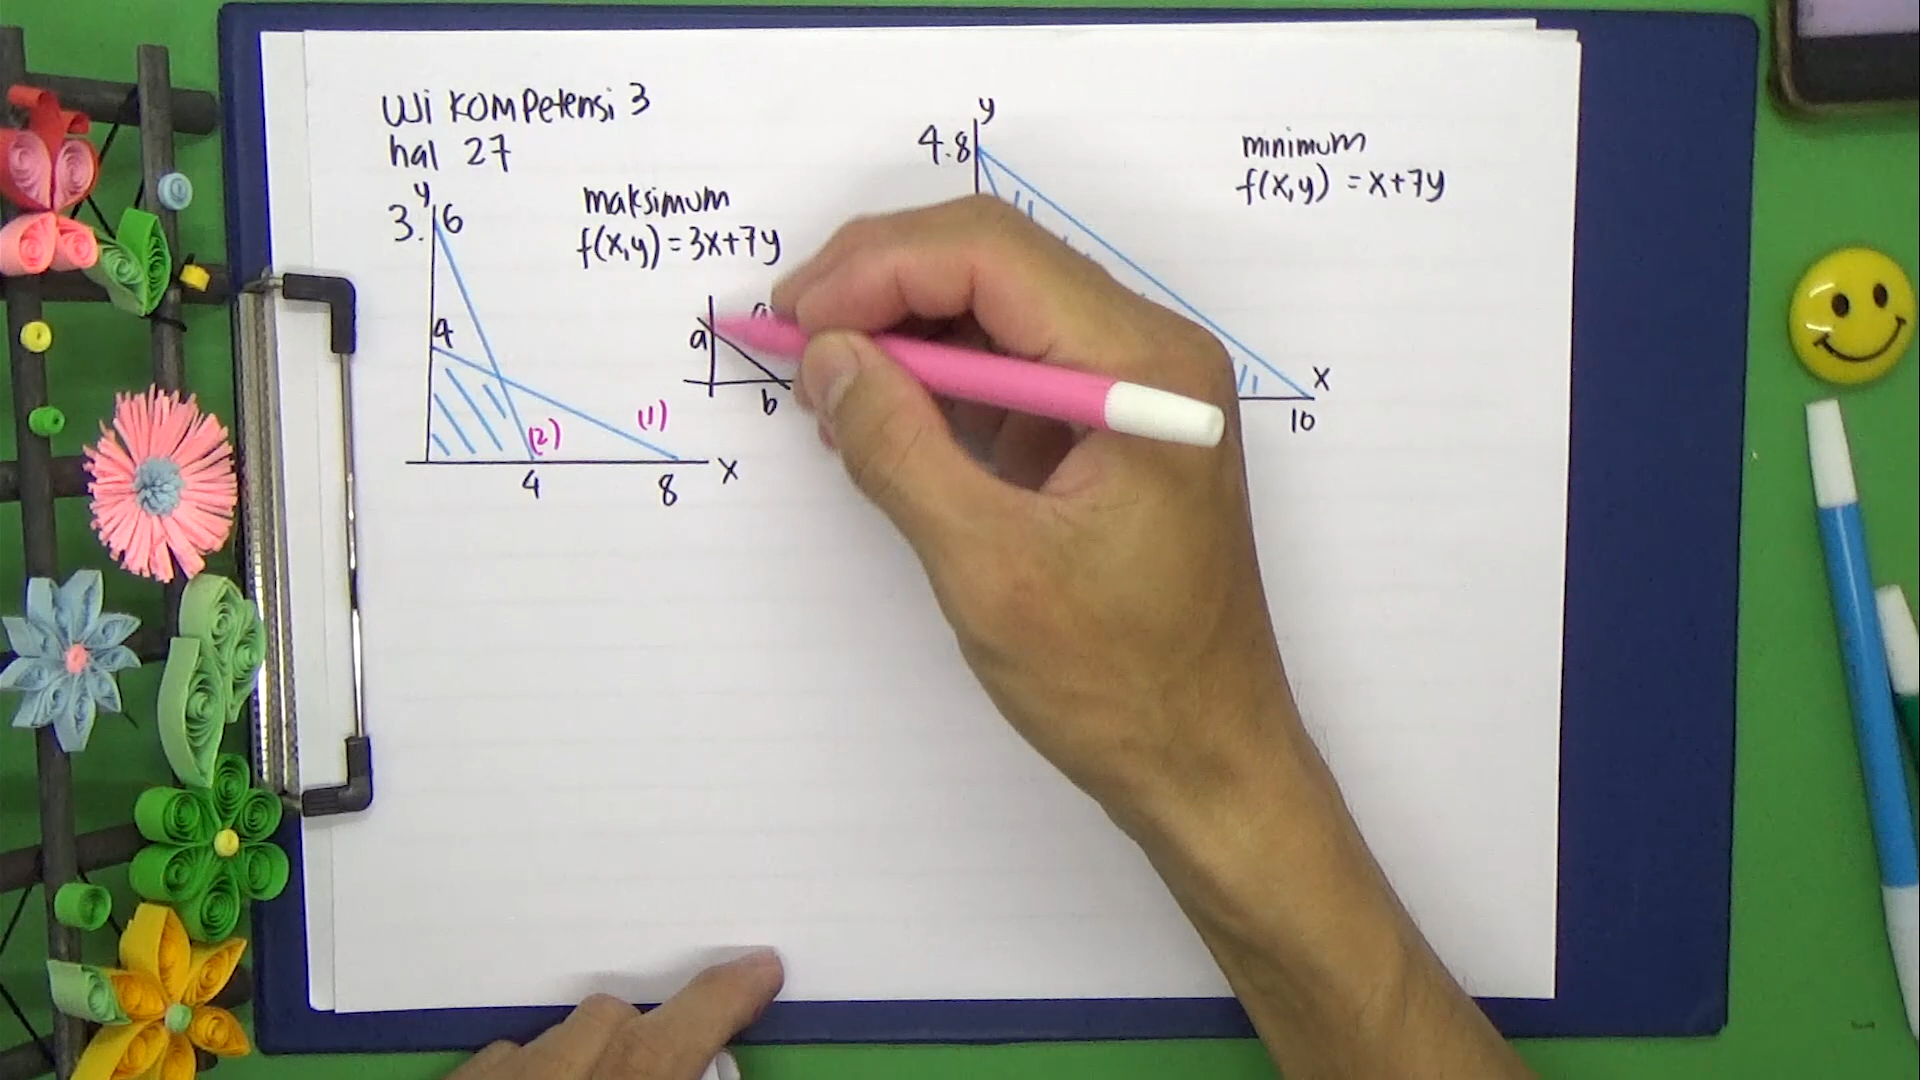 Uji Kompetensi 3
hal 27
3.
y
6
4
(2)
(1)
4
8
x
maksimum
f(x,y) = 3x+7y
a
b
4.
y
8
x
10
minimum
f(x,y) = x+7y